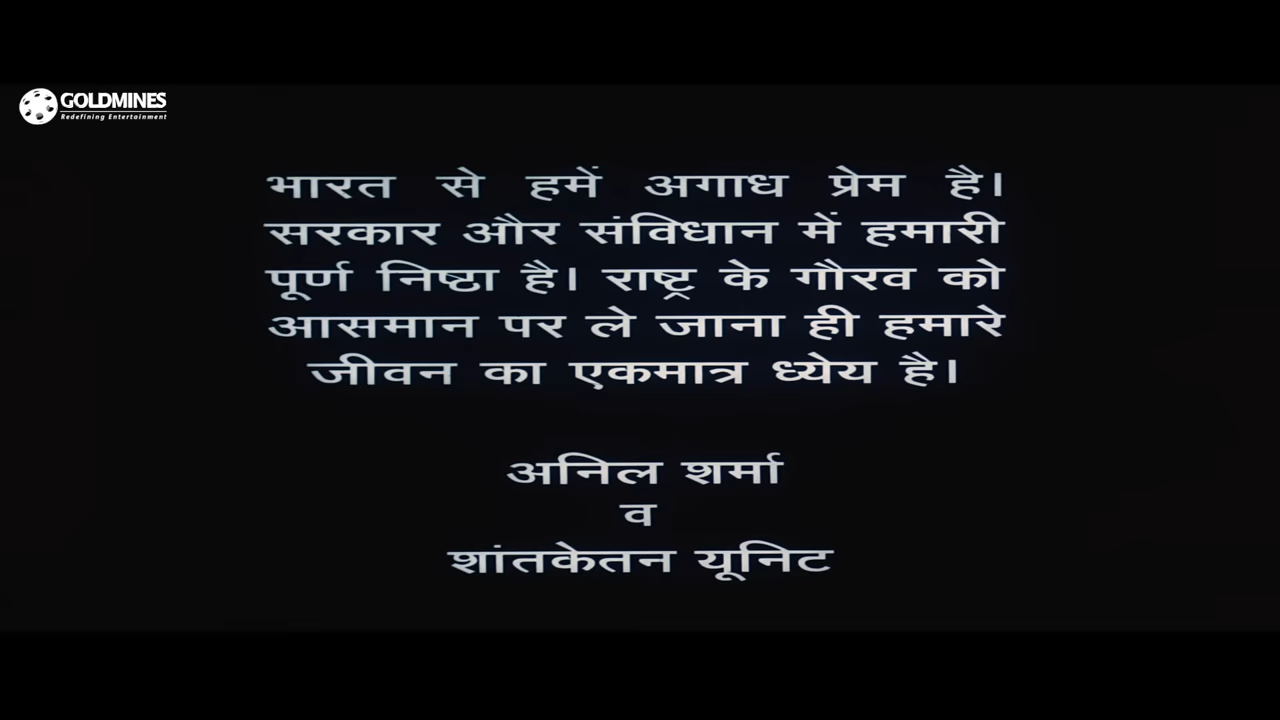 GOLDMINES
Redefining Entertainment
भारत से हमें अगाध प्रेम है।
सरकार और संविधान में हमारी
पूर्ण निष्ठा है। राष्ट्र के गौरव को
आसमान पर ले जाना ही हमारे
जीवन का एकमात्र ध्येय है।
अनिल शर्मा
व
शांतकेतन यूनिट